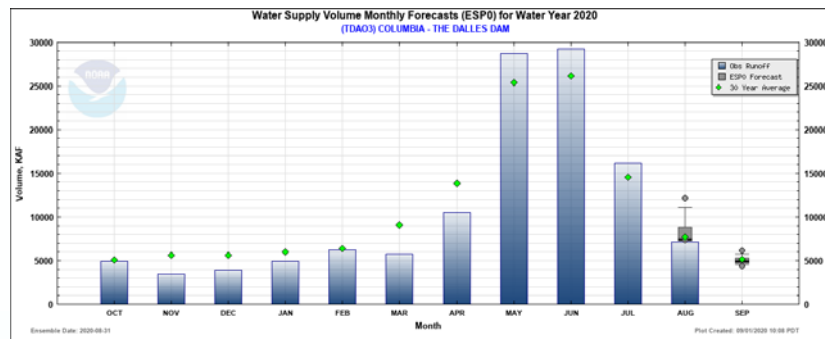 Water Supply Volume Monthly Forecasts (ESP0) for Water Year 2020
(TDAO3) COLUMBIA - THE DALLES DAM
30000 30000
25000 25000
20000 20000
15000 15000
10000 10000
5000 5000
0 0
Volume, KAF
NOAA
Obs Runoff
ESP0 Forecast
30 Year Average
OCT NOV DEC JAN FEB MAR APR MAY JUN JUL AUG SEP
Month
Ensemble Date: 2020-08-31
Plot Created: 09/01/2020 10:08 PDT